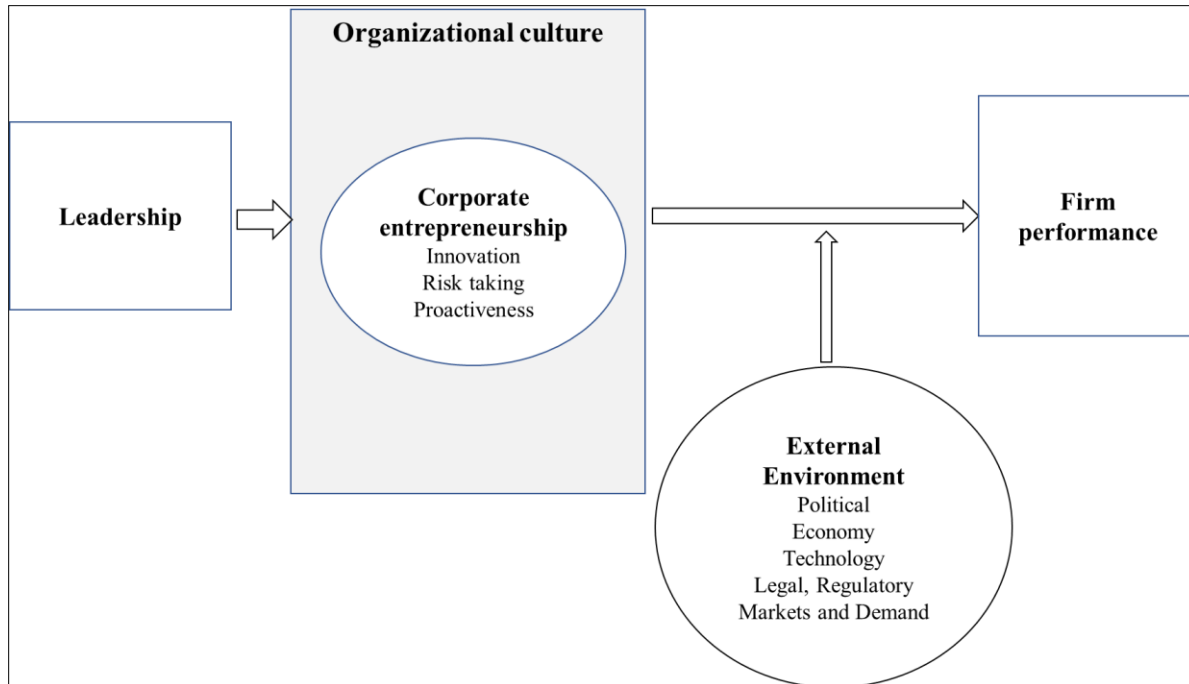 Organizational culture
Leadership
Corporate
entrepreneurship
Innovation
Risk taking
Proactiveness
Firm
performance
External
Environment
Political
Economy
Technology
Legal, Regulatory
Markets and Demand